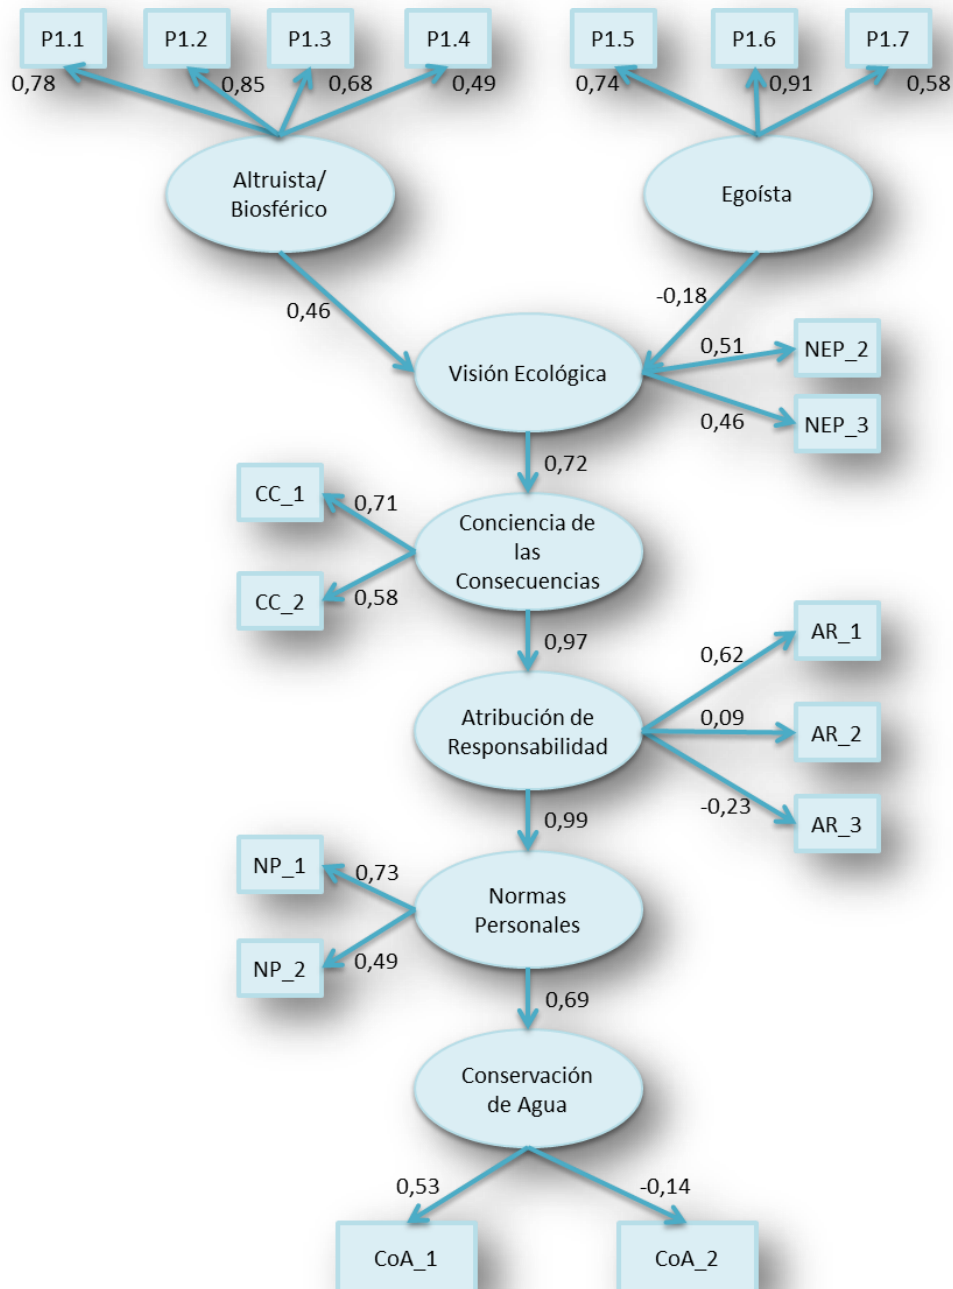 P1.1
P1.2
P1.3
P1.4
P1.5
P1.6
P1.7
0,78
0,85
0,68
0,49
0,74
0,91
0,58
Altruista/
Biosférico
Egoísta
0,46
-0,18
Visión Ecológica
0,51
NEP_2
0,46
NEP_3
0,72
CC_1
0,71
CC_2
0,58
Conciencia de
las
Consecuencias
0,97
AR_1
0,62
Atribución de
Responsabilidad
0,09
AR_2
-0,23
AR_3
0,99
NP_1
0,73
NP_2
0,49
Normas
Personales
0,69
Conservación
de Agua
0,53
-0,14
CoA_1
CoA_2